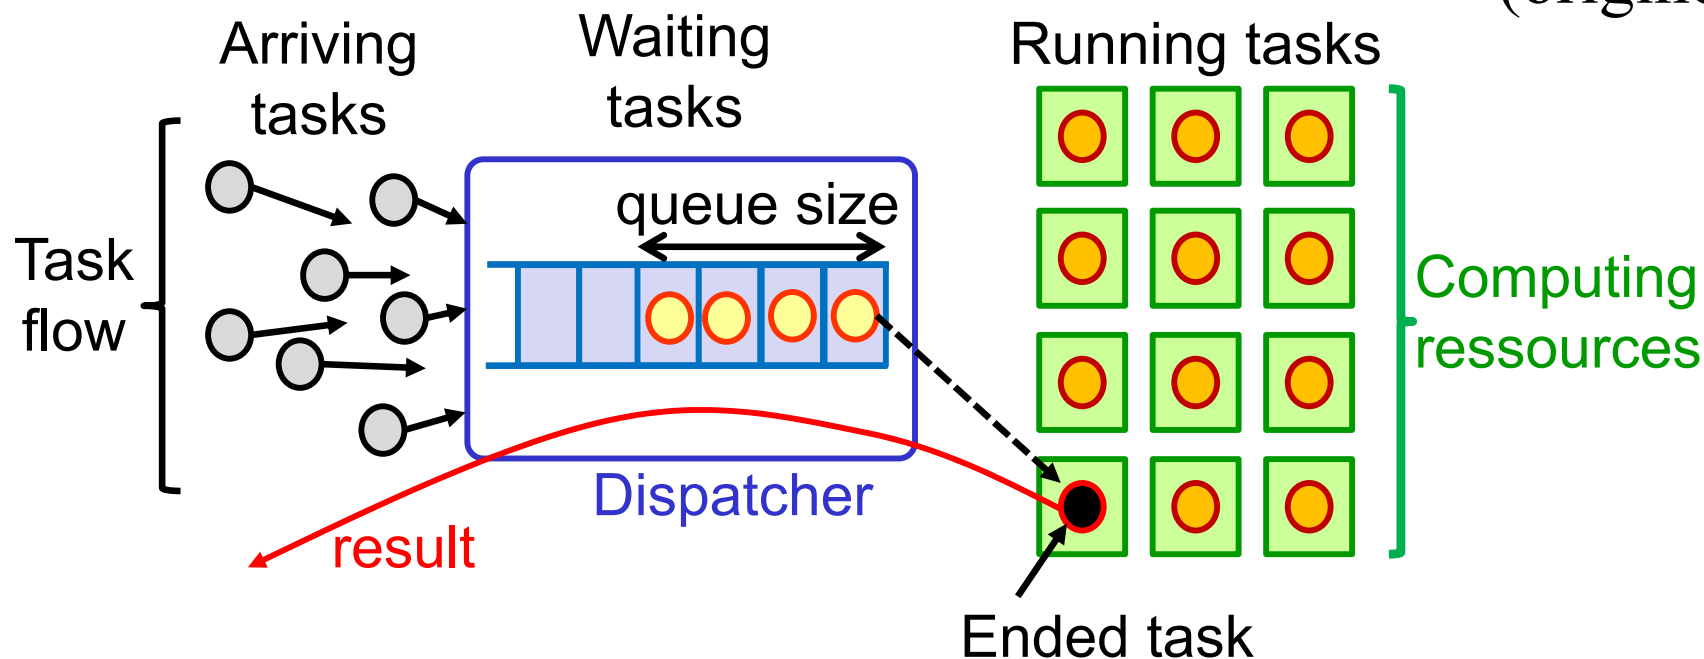 Arriving
tasks
Waiting
tasks
Running tasks
queue size
Task
flow
Computing
ressources
Dispatcher
result
Ended task